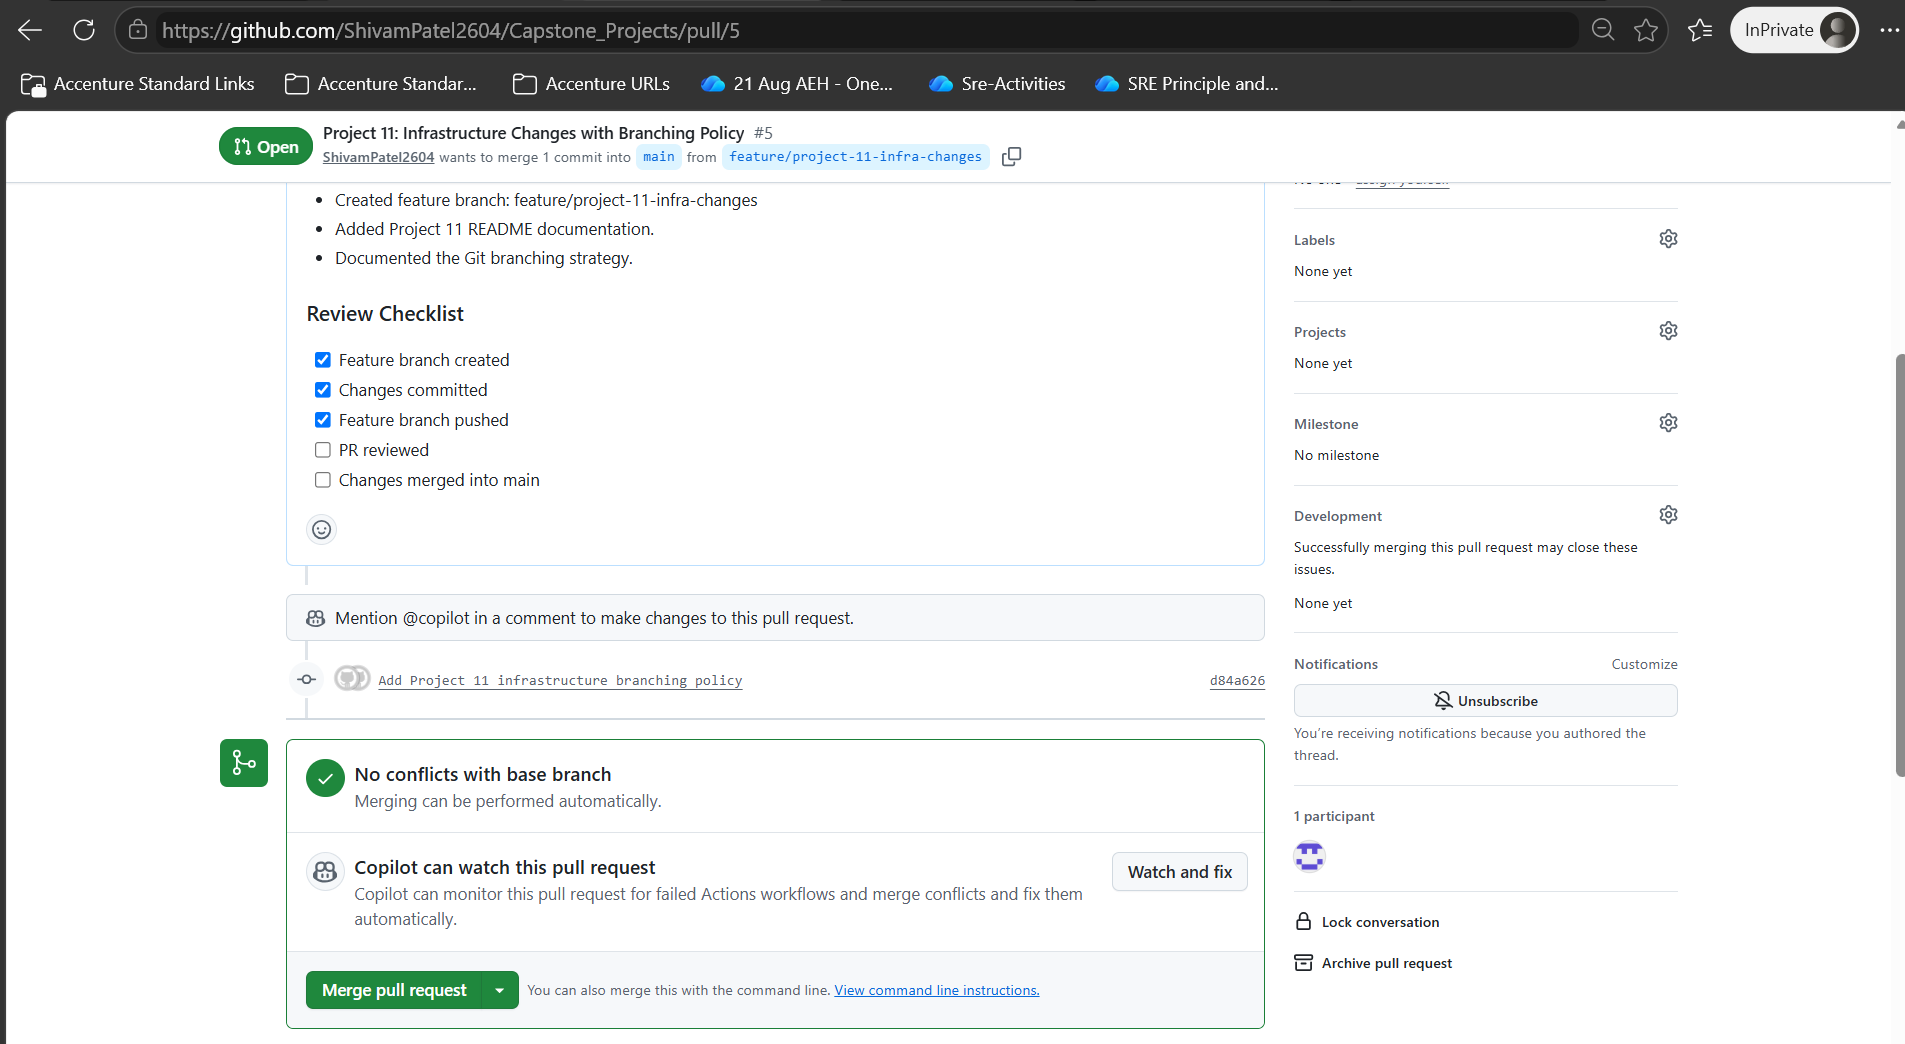 https://github.com/ShivamPatel2604/Capstone_Projects/pull/5
InPrivate
Accenture Standard Links
Accenture Standar...
Accenture URLs
21 Aug AEH - One...
Sre-Activities
SRE Principle and...
Open
Project 11: Infrastructure Changes with Branching Policy #5
ShivamPatel2604 wants to merge 1 commit into main from feature/project-11-infra-changes
• Created feature branch: feature/project-11-infra-changes
• Added Project 11 README documentation.
• Documented the Git branching strategy.
Review Checklist
Feature branch created
Changes committed
Feature branch pushed
PR reviewed
Changes merged into main
Mention @copilot in a comment to make changes to this pull request.
Add Project 11 infrastructure branching policy
d84a626
No conflicts with base branch
Merging can be performed automatically.
Copilot can watch this pull request
Copilot can monitor this pull request for failed Actions workflows and merge conflicts and fix them
automatically.
Watch and fix
Merge pull request
You can also merge this with the command line. View command line instructions.
Labels
None yet
Projects
None yet
Milestone
No milestone
Development
Successfully merging this pull request may close these
issues.
None yet
Notifications
Customize
Unsubscribe
You're receiving notifications because you authored the
thread.
1 participant
Lock conversation
Archive pull request